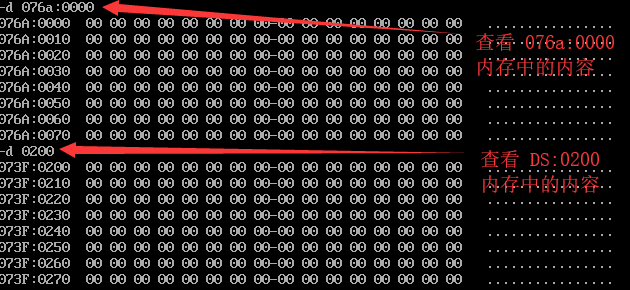 -d 076a:0000
076A:0000 00 00 00 00 00 00 00 00-00 00 00 00 00 00 00 00 ................
076A:0010 00 00 00 00 00 00 00 00-00 00 00 00 00 00 00 00 ................
076A:0020 00 00 00 00 00 00 00 00-00 00 00 00 00 00 00 00 ................
076A:0030 00 00 00 00 00 00 00 00-00 00 00 00 00 00 00 00 ................
076A:0040 00 00 00 00 00 00 00 00-00 00 00 00 00 00 00 00 ................
076A:0050 00 00 00 00 00 00 00 00-00 00 00 00 00 00 00 00 ................
076A:0060 00 00 00 00 00 00 00 00-00 00 00 00 00 00 00 00 ................
076A:0070 00 00 00 00 00 00 00 00-00 00 00 00 00 00 00 00 ................
查看 076a:0000
内存中的内容
-d 0200
073F:0200 00 00 00 00 00 00 00 00-00 00 00 00 00 00 00 00 ................
073F:0210 00 00 00 00 00 00 00 00-00 00 00 00 00 00 00 00 ................
073F:0220 00 00 00 00 00 00 00 00-00 00 00 00 00 00 00 00 ................
073F:0230 00 00 00 00 00 00 00 00-00 00 00 00 00 00 00 00 ................
073F:0240 00 00 00 00 00 00 00 00-00 00 00 00 00 00 00 00 ................
073F:0250 00 00 00 00 00 00 00 00-00 00 00 00 00 00 00 00 ................
073F:0260 00 00 00 00 00 00 00 00-00 00 00 00 00 00 00 00 ................
073F:0270 00 00 00 00 00 00 00 00-00 00 00 00 00 00 00 00 ................
查看 DS:0200
内存中的内容